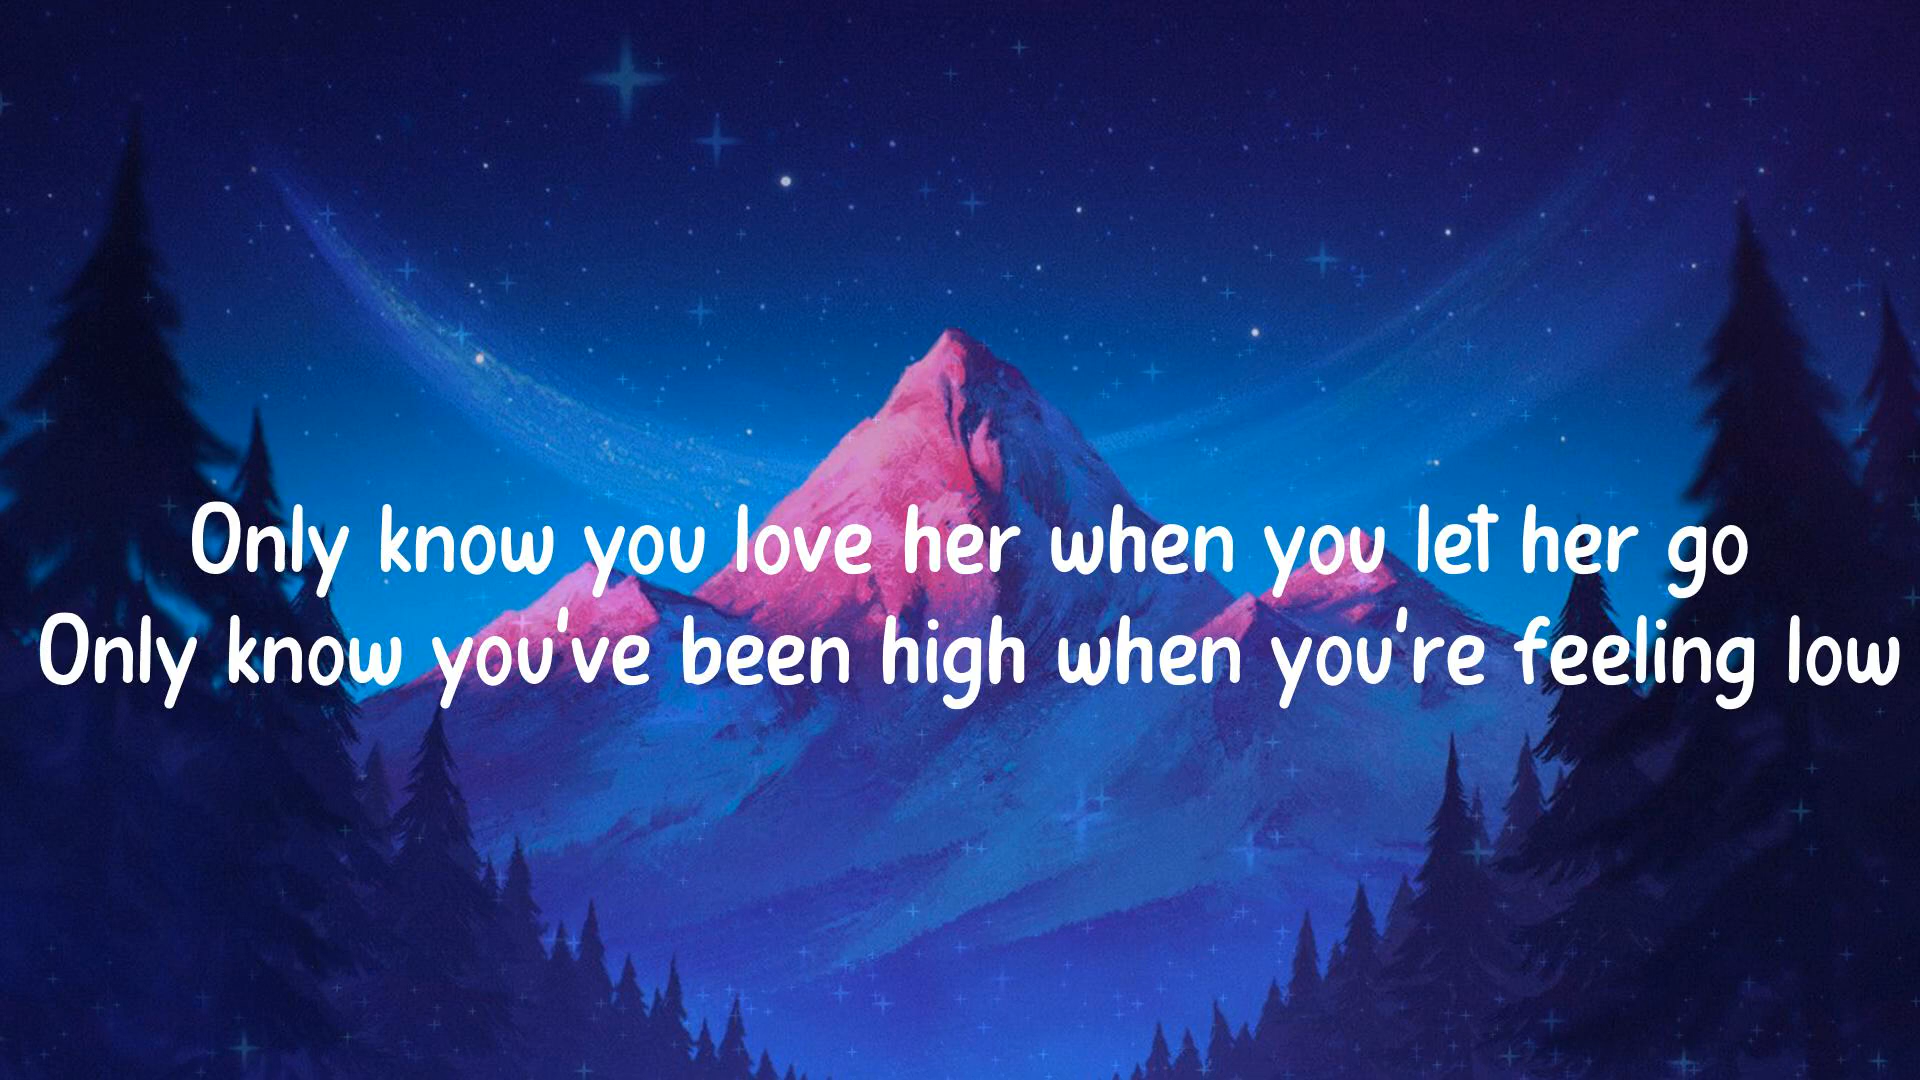 Only know you love her when you let her go
Only know you've been high when you're feeling low